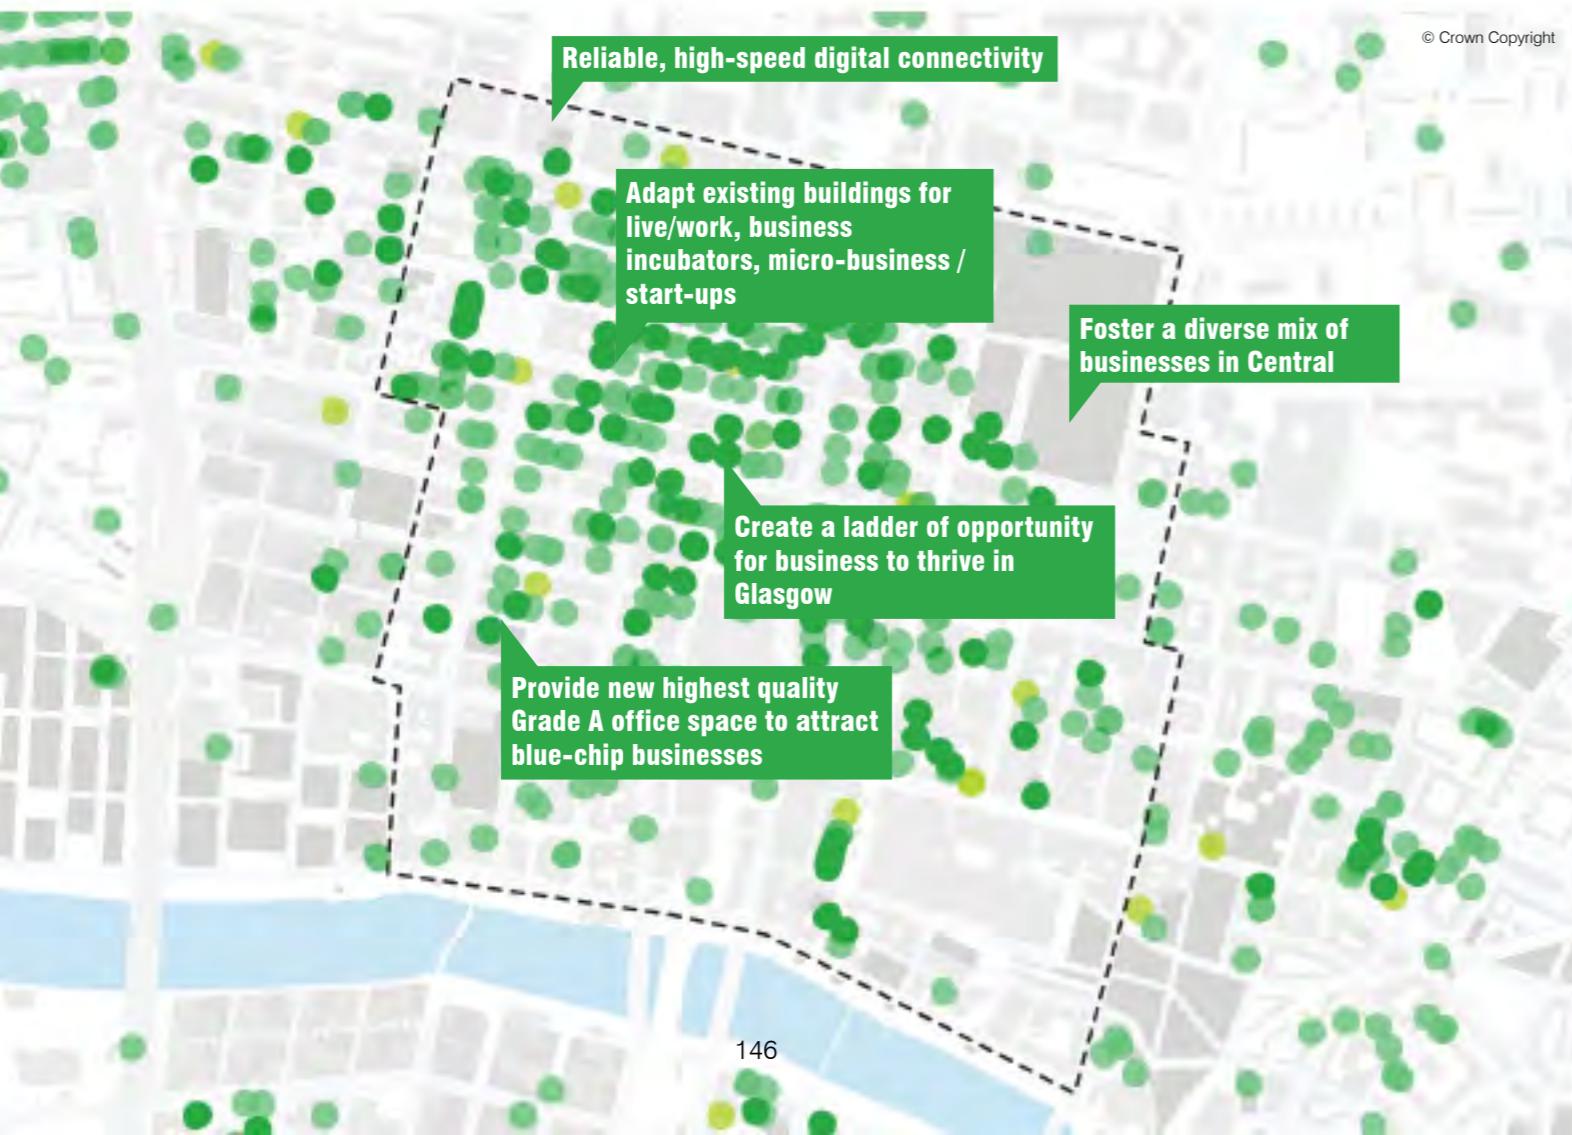 © Crown Copyright
Reliable, high-speed digital connectivity
Adapt existing buildings for
live/work, business
incubators, micro-business /
start-ups
Foster a diverse mix of
businesses in Central
Create a ladder of opportunity
for business to thrive in
Glasgow
Provide new highest quality
Grade A office space to attract
blue-chip businesses
146